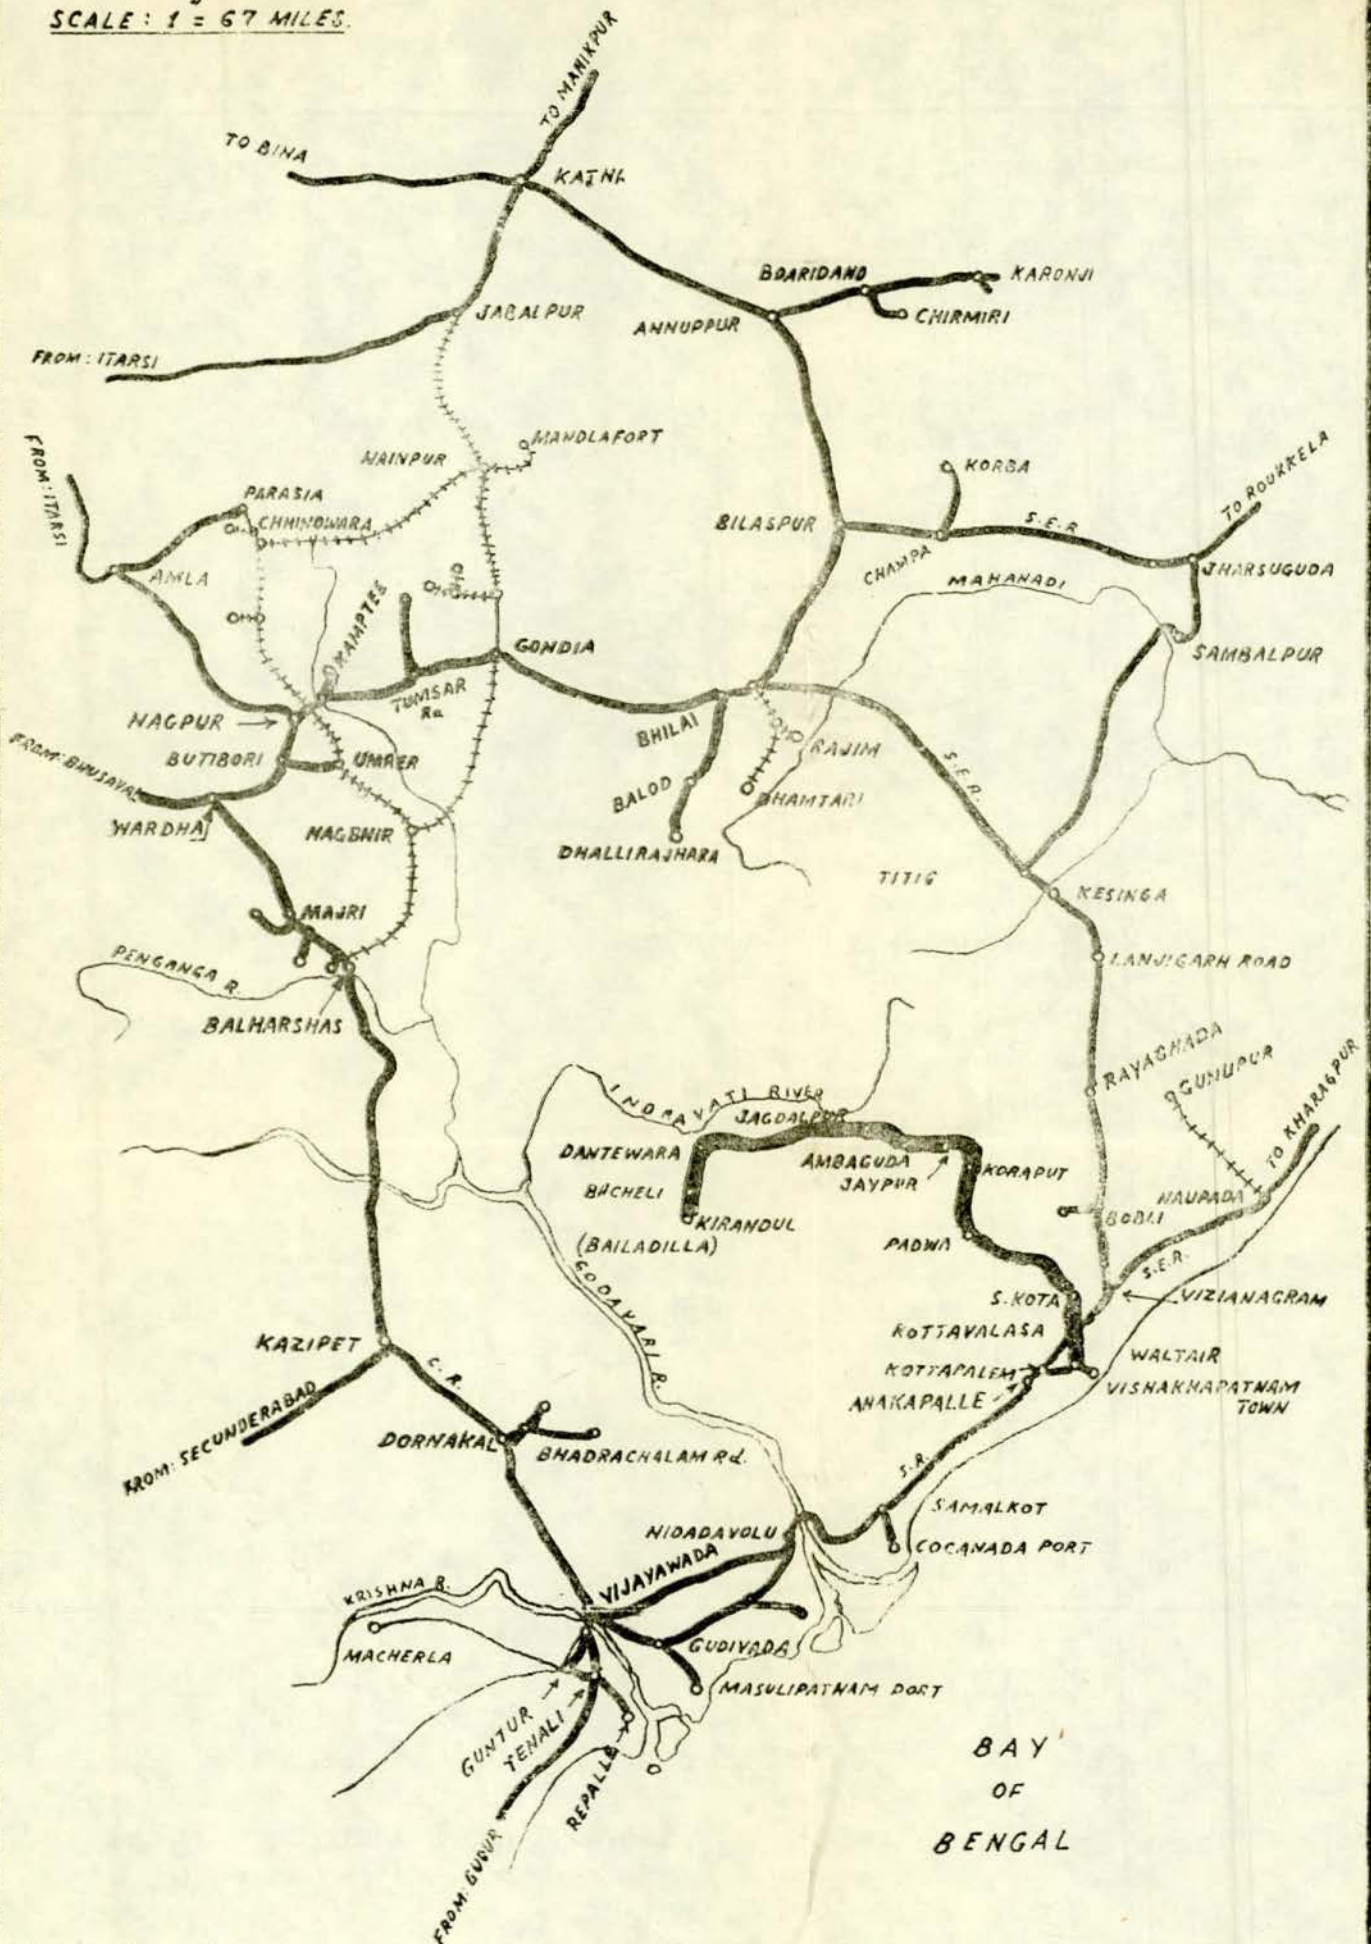 SCALE: 1 = 67 MILES.
TO MANIKPUR
TO BINA
KATNI
BOARIDAND
KARONJI
CHIRMIRI
JABALPUR
ANNUPPUR
FROM: ITARSI
FROM: ITARSI
MANDLAFORT
NAINPUR
KORBA
TO ROURKELA
PARASIA
CHHINDWARA
BILASPUR
S.E.R
CHAMPA
AMLA
MAHANADI
JHARSUGUDA
KAMPTEE
GONDIA
SAMBALPUR
TUMSAR
Rd
NAGPUR
BHILAI
RAJIM
BUTIBORI
UMRER
FROM: BHUSAVAL
S.E.R.
BALOD
DHAMTARI
WARDHA
NAGBHIR
DHALLIRAJHARA
TITIG
KESINGA
MAJRI
PENGANGA R.
LANJIGARH ROAD
BALHARSHAS
RAYAGHADA
GUNUPUR
TO KHARAGPUR
INDRAVATI RIVER
JAGDALPUR
DANTEWARA
AMBAGUDA
JAYPUR
KORAPUT
BACHELI
NAUPADA
BOBLI
KIRANDUL
(BAILADILLA)
PADWA
GODAVARI R.
S.E.R.
S.KOTA
VIZIANAGRAM
KOTTAVALASA
KAZIPET
C.R.
WALTAIR
KOTTAPALEM
VISHAKHAPATNAM
TOWN
ANAKAPALLE
FROM: SECUNDERABAD
DORNAKAL
BHADRACHALAM Rd.
S.R.
SAMALKOT
NIDADAVOLU
COCANADA PORT
VIJAYAWADA
KRISHNA R.
MACHERLA
GUDIVADA
MASULIPATNAM PORT
GUNTUR
TENALI
REPALLE
FROM: GUDUR
BAY
OF
BENGAL